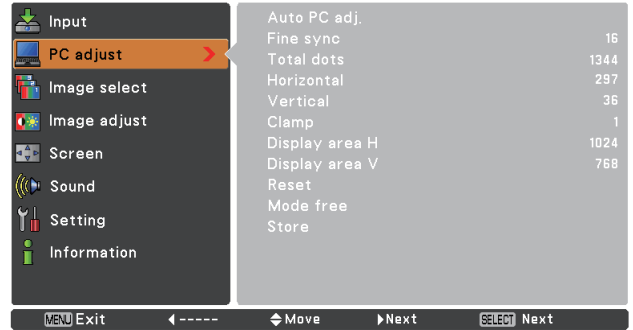 Input
PC adjust
Image select
Image adjust
Screen
Sound
Setting
Information
Auto PC adj.
Fine sync 16
Total dots 1344
Horizontal 297
Vertical 36
Clamp 1
Display area H 1024
Display area V 768
Reset
Mode free
Store
MENU Exit ----- Move Next SELECT Next